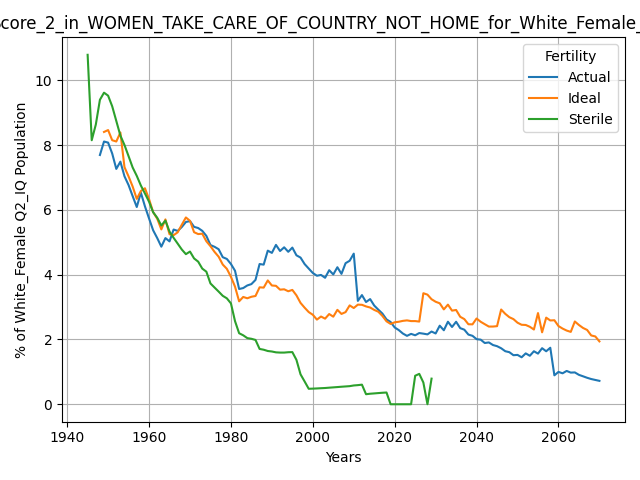 core_2_in_WOMEN_TAKE_CARE_OF_COUNTRY_NOT_HOME_for_White_Female_
Fertility
Actual
Ideal
Sterile
% of White_Female Q2_IQ Population
10
8
6
4
2
0
1940 1960 1980 2000 2020 2040 2060
Years